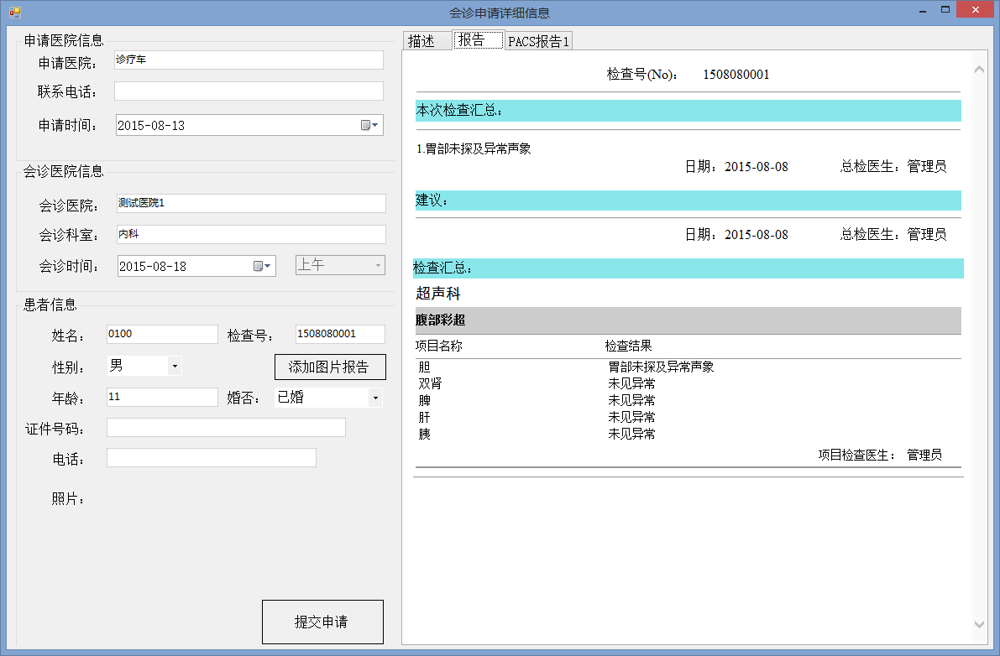 会诊申请详细信息
申请医院信息
申请医院： 诊疗车
联系电话：
申请时间： 2015-08-13
会诊医院信息
会诊医院： 测试医院1
会诊科室： 内科
会诊时间： 2015-08-18 上午
患者信息
姓名： 0100 检查号： 1508080001
性别： 男 添加图片报告
年龄： 11 婚否： 已婚
证件号码：
电话：
照片：
提交申请
描述 报告 PACS报告1
检查号(No)： 1508080001
本次检查汇总：
1.胃部未探及异常声象
日期：2015-08-08 总检医生：管理员
建议：
日期：2015-08-08 总检医生：管理员
检查汇总：
超声科
腹部彩超
项目名称 检查结果
胆 胃部未探及异常声象
双肾 未见异常
脾 未见异常
肝 未见异常
胰 未见异常
项目检查医生： 管理员